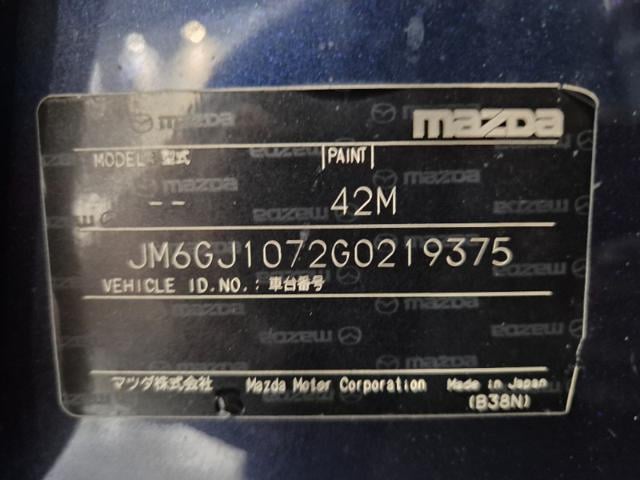 mazda
MODEL:型式 PAINT
-- 42M
JM6GJ1072G0219375
VEHICLE ID.NO.:車台番号
マツダ株式会社 Mazda Motor Corporation Made in Japan
(B38N)